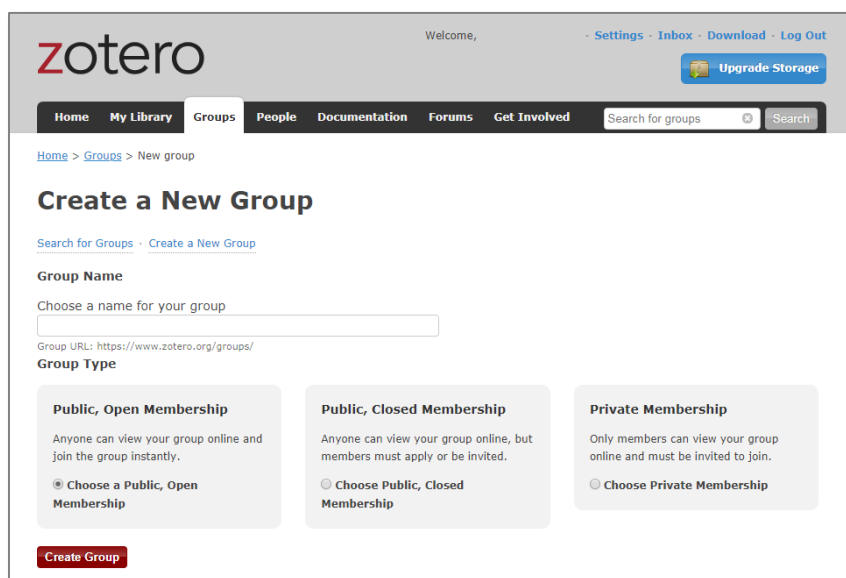 zotero
Welcome,
· Settings · Inbox · Download · Log Out
Upgrade Storage
Home My Library Groups People Documentation Forums Get Involved Search for groups Search
Home > Groups > New group
Create a New Group
Search for Groups · Create a New Group
Group Name
Choose a name for your group
Group URL: https://www.zotero.org/groups/
Group Type
Public, Open Membership
Anyone can view your group online and
join the group instantly.
Choose a Public, Open
Membership
Public, Closed Membership
Anyone can view your group online, but
members must apply or be invited.
Choose Public, Closed
Membership
Private Membership
Only members can view your group
online and must be invited to join.
Choose Private Membership
Create Group